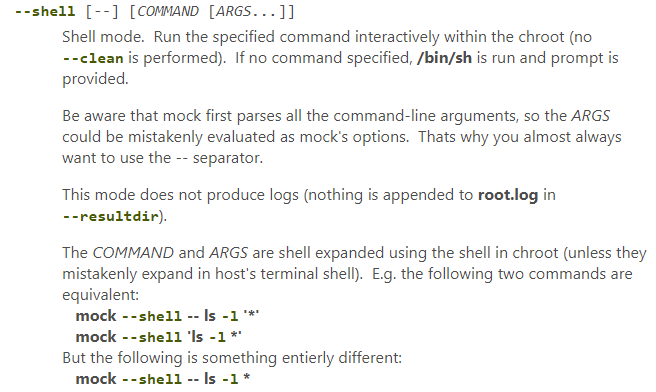 --shell [--] [COMMAND [ARGS...]]
Shell mode.  Run the specified command interactively within the chroot (no
--clean is performed).  If no command specified, /bin/sh is run and prompt is
provided.
Be aware that mock first parses all the command-line arguments, so the ARGS
could be mistakenly evaluated as mock's options.  Thats why you almost always
want to use the -- separator.
This mode does not produce logs (nothing is appended to root.log in
--resultdir).
The COMMAND and ARGS are shell expanded using the shell in chroot (unless they
mistakenly expand in host's terminal shell).  E.g. the following two commands are
equivalent:
mock --shell -- ls -l '*'
mock --shell 'ls -l *'
But the following is something entierly different:
mock --shell -- ls -l *